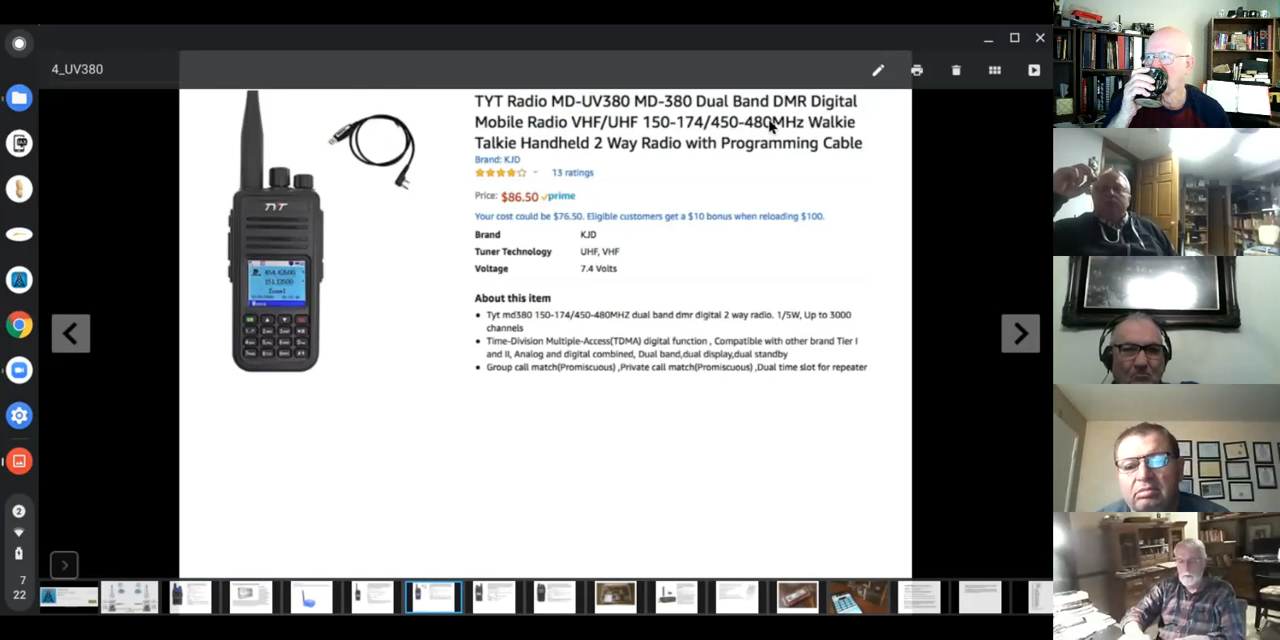 4_UV380
TYT Radio MD-UV380 MD-380 Dual Band DMR Digital
Mobile Radio VHF/UHF 150-174/450-480MHz Walkie
Talkie Handheld 2 Way Radio with Programming Cable
Brand: KJD
13 ratings
Price: $86.50 prime
Your cost could be $76.50. Eligible customers get a $10 bonus when reloading $100.
Brand KJD
Tuner Technology UHF, VHF
Voltage 7.4 Volts
About this item
Tyt md380 150-174/450-480MHZ dual band dmr digital 2 way radio. 1/5W, Up to 3000
channels
Time-Division Multiple-Access(TDMA) digital function , Compatible with other brand Tier I
and II, Analog and digital combined, Dual band,dual display,dual standby
Group call match(Promiscuous) ,Private call match(Promiscuous) ,Dual time slot for repeater
TYT
2
7
22